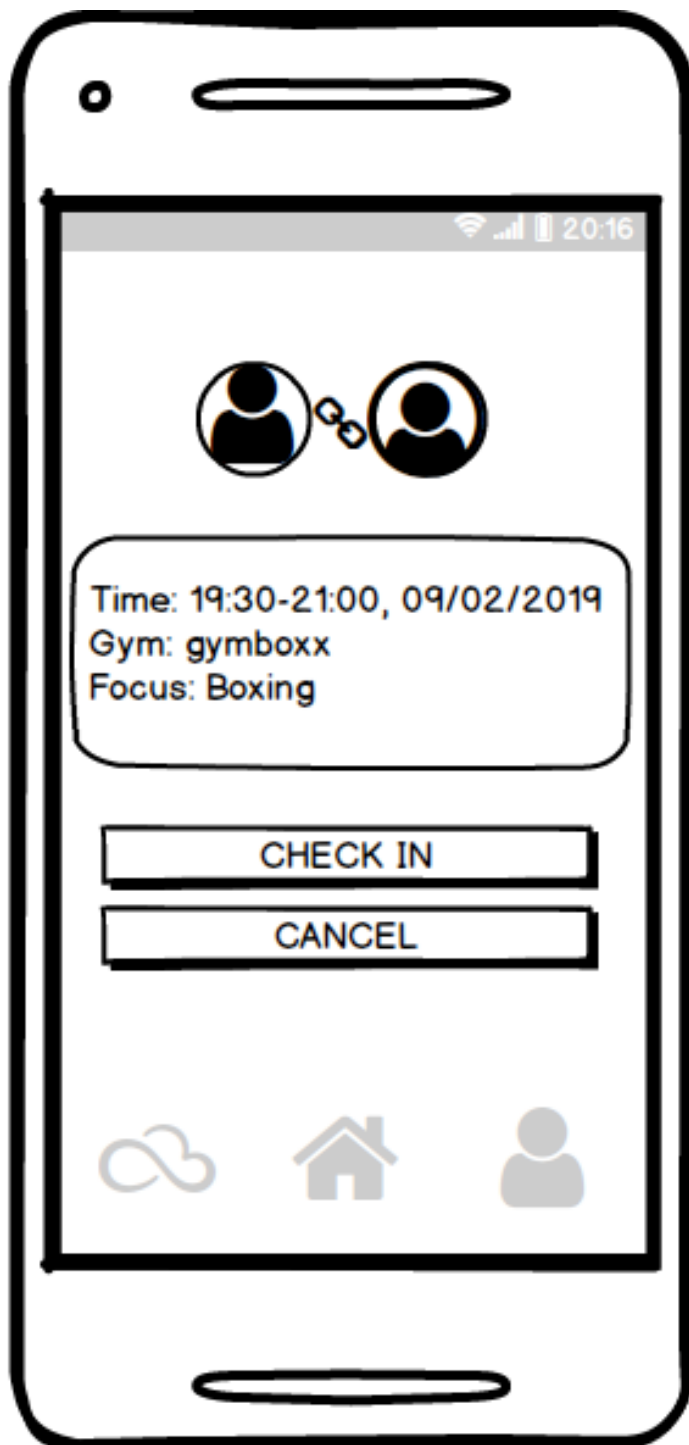 20:16
Time: 19:30-21:00, 09/02/2019
Gym: gymboxx
Focus: Boxing
CHECK IN
CANCEL